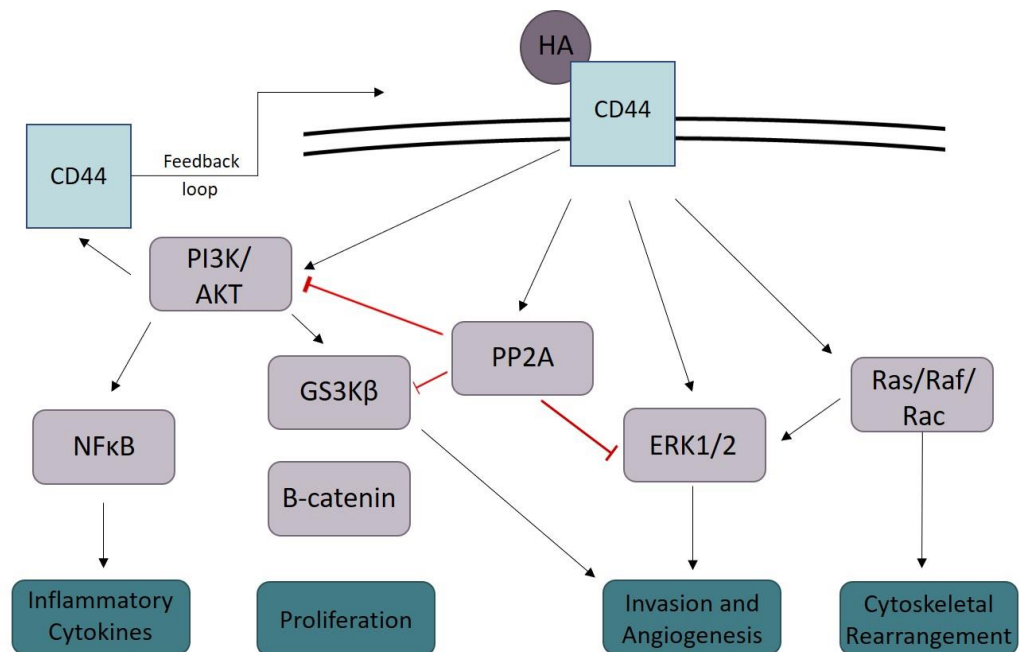 HA
CD44
CD44
Feedback
loop
PI3K/
AKT
PP2A
GS3Kβ
Ras/Raf/
Rac
NFκB
ERK1/2
B-catenin
Inflammatory
Cytokines
Proliferation
Invasion and
Angiogenesis
Cytoskeletal
Rearrangement